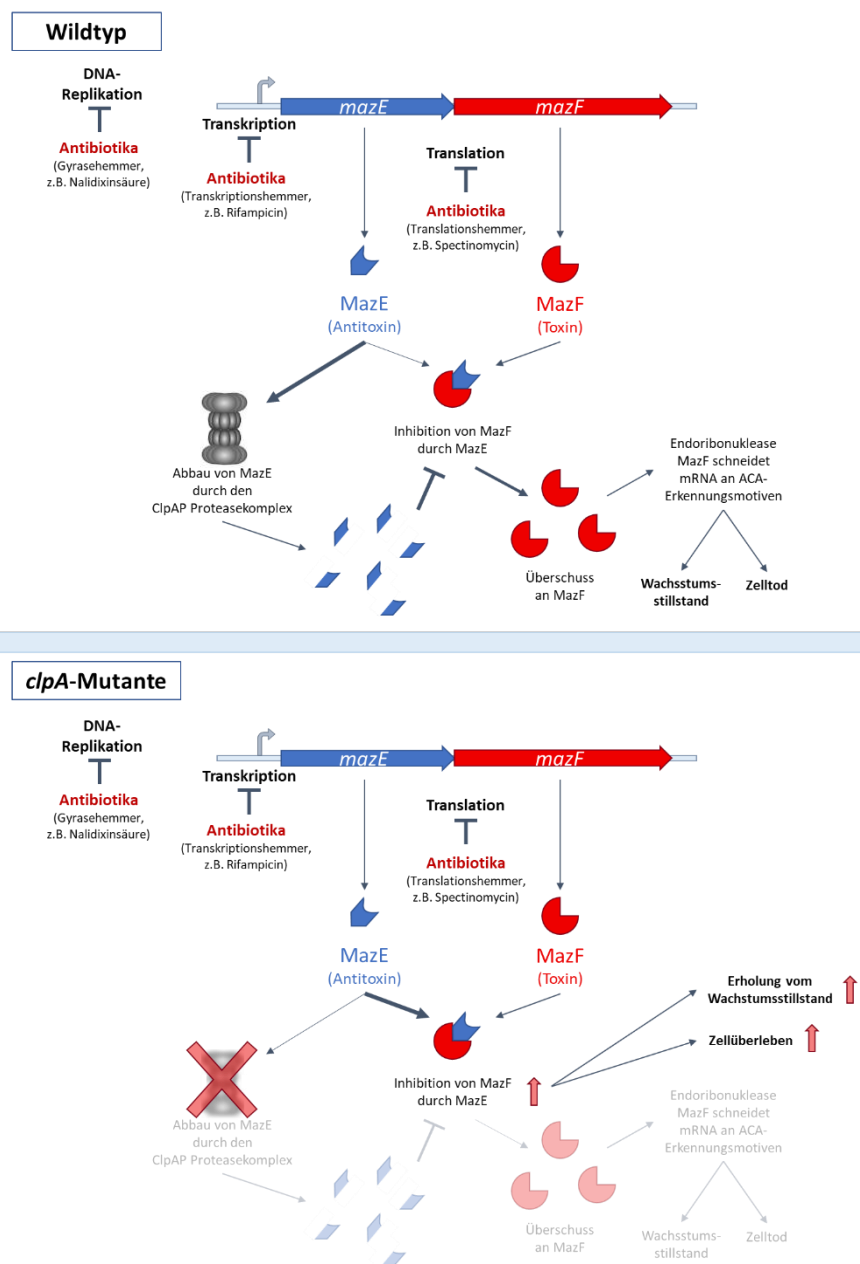 Wildtyp
DNA-
Replikation
Antibiotika
(Gyrasehemmer,
z.B. Nalidixinsäure)
mazE
mazF
Transkription
Antibiotika
(Transkriptionshemmer,
z.B. Rifampicin)
Translation
Antibiotika
(Translationshemmer,
z.B. Spectinomycin)
MazE
(Antitoxin)
MazF
(Toxin)
Abbau von MazE
durch den
ClpAP Proteasekomplex
Inhibition von MazF
durch MazE
Überschuss
an MazF
Endoribonuklease
MazF schneidet
mRNA an ACA-
Erkennungsmotiven
Wachsstums-
stillstand
Zelltod
clpA-Mutante
DNA-
Replikation
Antibiotika
(Gyrasehemmer,
z.B. Nalidixinsäure)
mazE
mazF
Transkription
Antibiotika
(Transkriptionshemmer,
z.B. Rifampicin)
Translation
Antibiotika
(Translationshemmer,
z.B. Spectinomycin)
MazE
(Antitoxin)
MazF
(Toxin)
Erholung vom
Wachstumsstillstand
Zellüberleben
Inhibition von MazF
durch MazE
Abbau von MazE
durch den
ClpAP Proteasekomplex
Überschuss
an MazF
Endoribonuklease
MazF schneidet
mRNA an ACA-
Erkennungsmotiven
Wachsstums-
stillstand
Zelltod